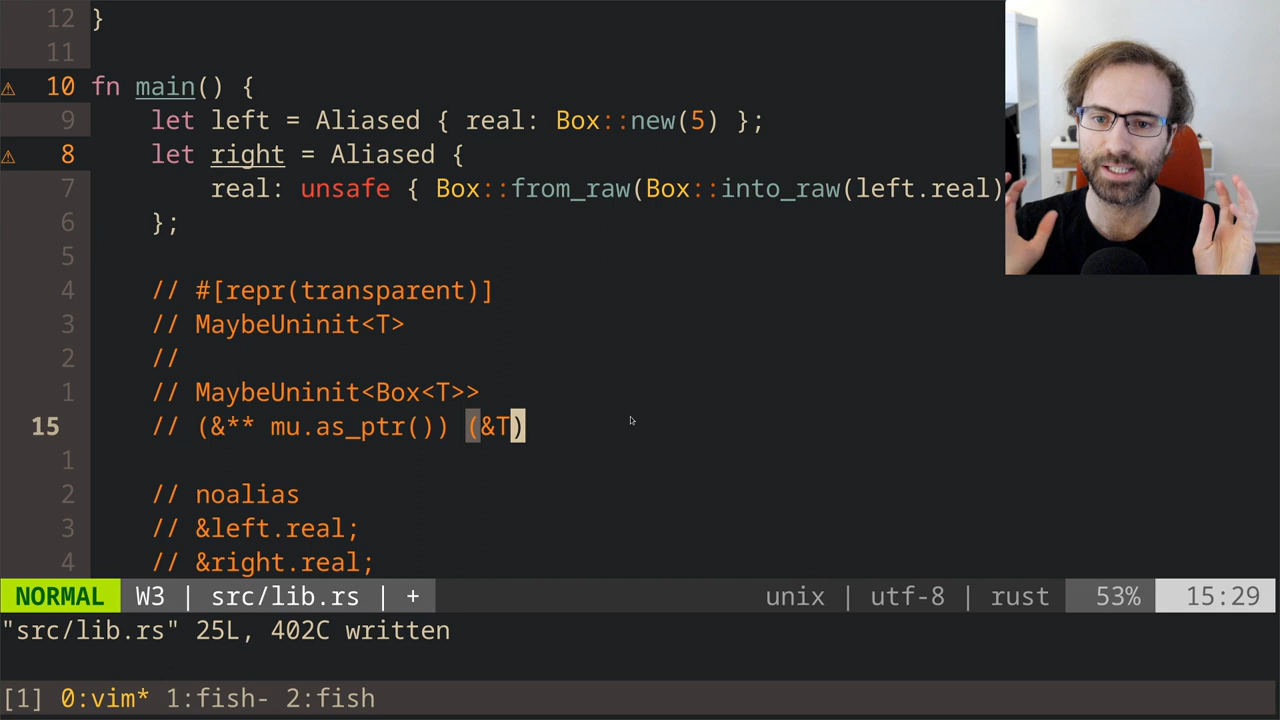 12 }
11
⚠ 10 fn main() {
9 let left = Aliased { real: Box::new(5) };
⚠ 8 let right = Aliased {
7 real: unsafe { Box::from_raw(Box::into_raw(left.real)
6 };
5
4 // #[repr(transparent)]
3 // MaybeUninit<T>
2 //
1 // MaybeUninit<Box<T>>
15 // (&** mu.as_ptr()) (&T)
1
2 // noalias
3 // &left.real;
4 // &right.real;
NORMAL W3 | src/lib.rs | + unix | utf-8 | rust 53% 15:29
"src/lib.rs" 25L, 402C written
[1] 0:vim* 1:fish- 2:fish